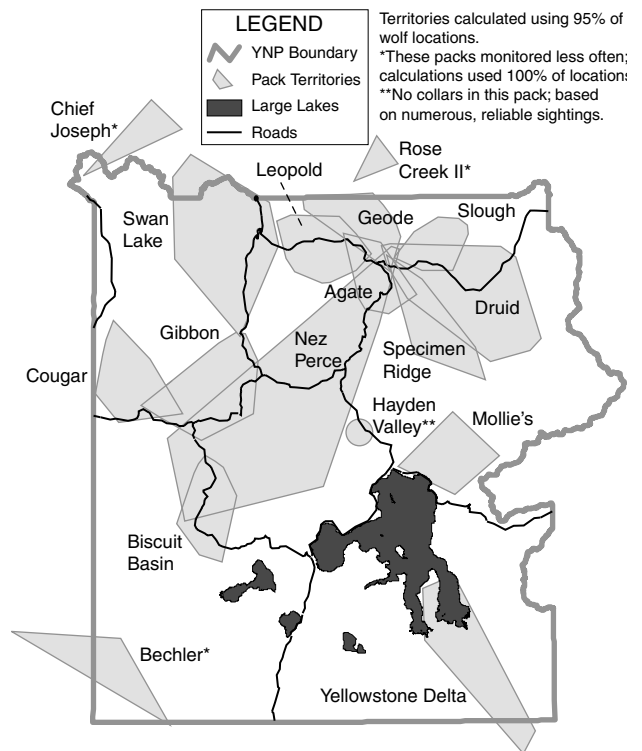 LEGEND
YNP Boundary
Pack Territories
Large Lakes
Roads
Territories calculated using 95% of
wolf locations.
*These packs monitored less often;
calculations used 100% of locations
**No collars in this pack; based
on numerous, reliable sightings.
Chief
Joseph*
Leopold
Rose
Creek II*
Swan
Lake
Geode
Slough
Agate
Druid
Gibbon
Nez
Perce
Specimen
Ridge
Cougar
Hayden
Valley**
Mollie's
Biscuit
Basin
Bechler*
Yellowstone Delta